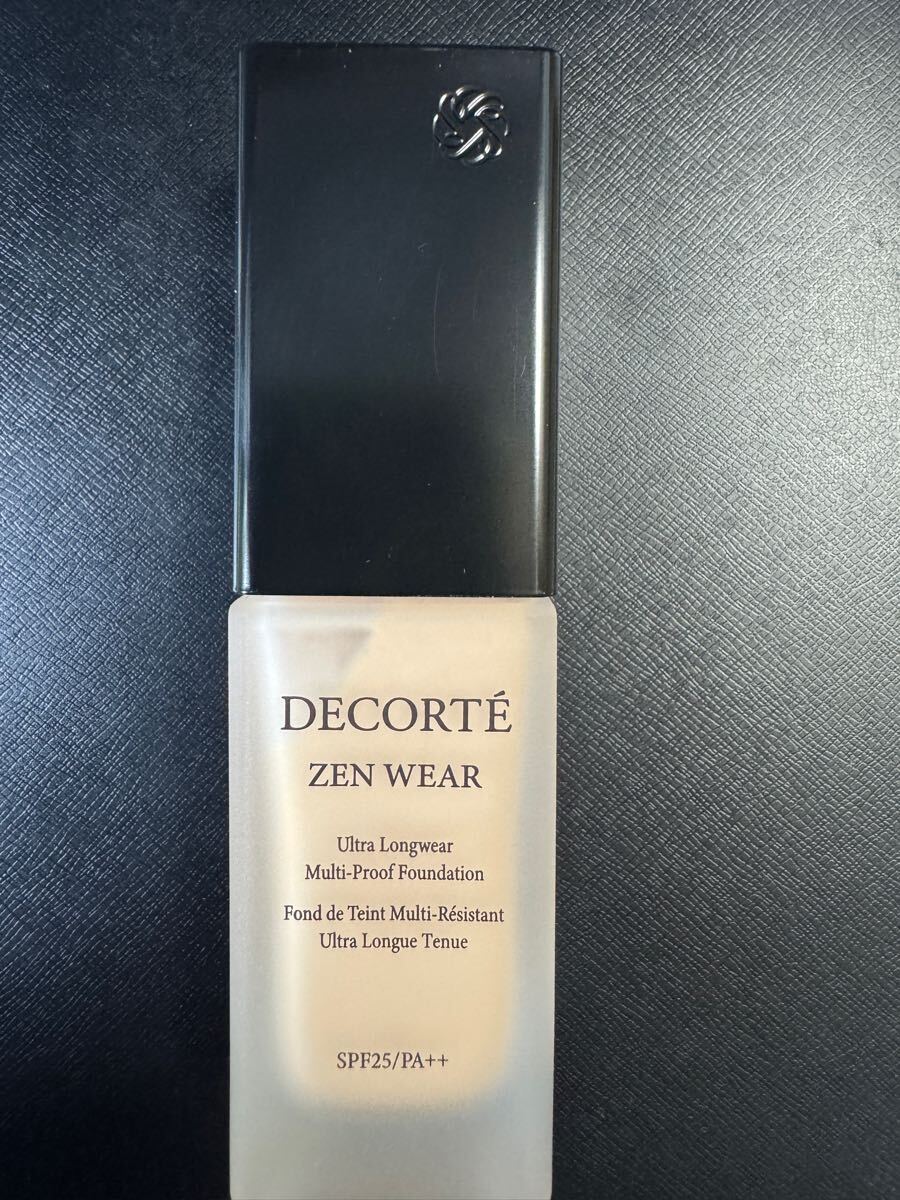 DECORTÉ
ZEN WEAR
Ultra Longwear
Multi-Proof Foundation
Fond de Teint Multi-Résistant
Ultra Longue Tenue
SPF25/PA++